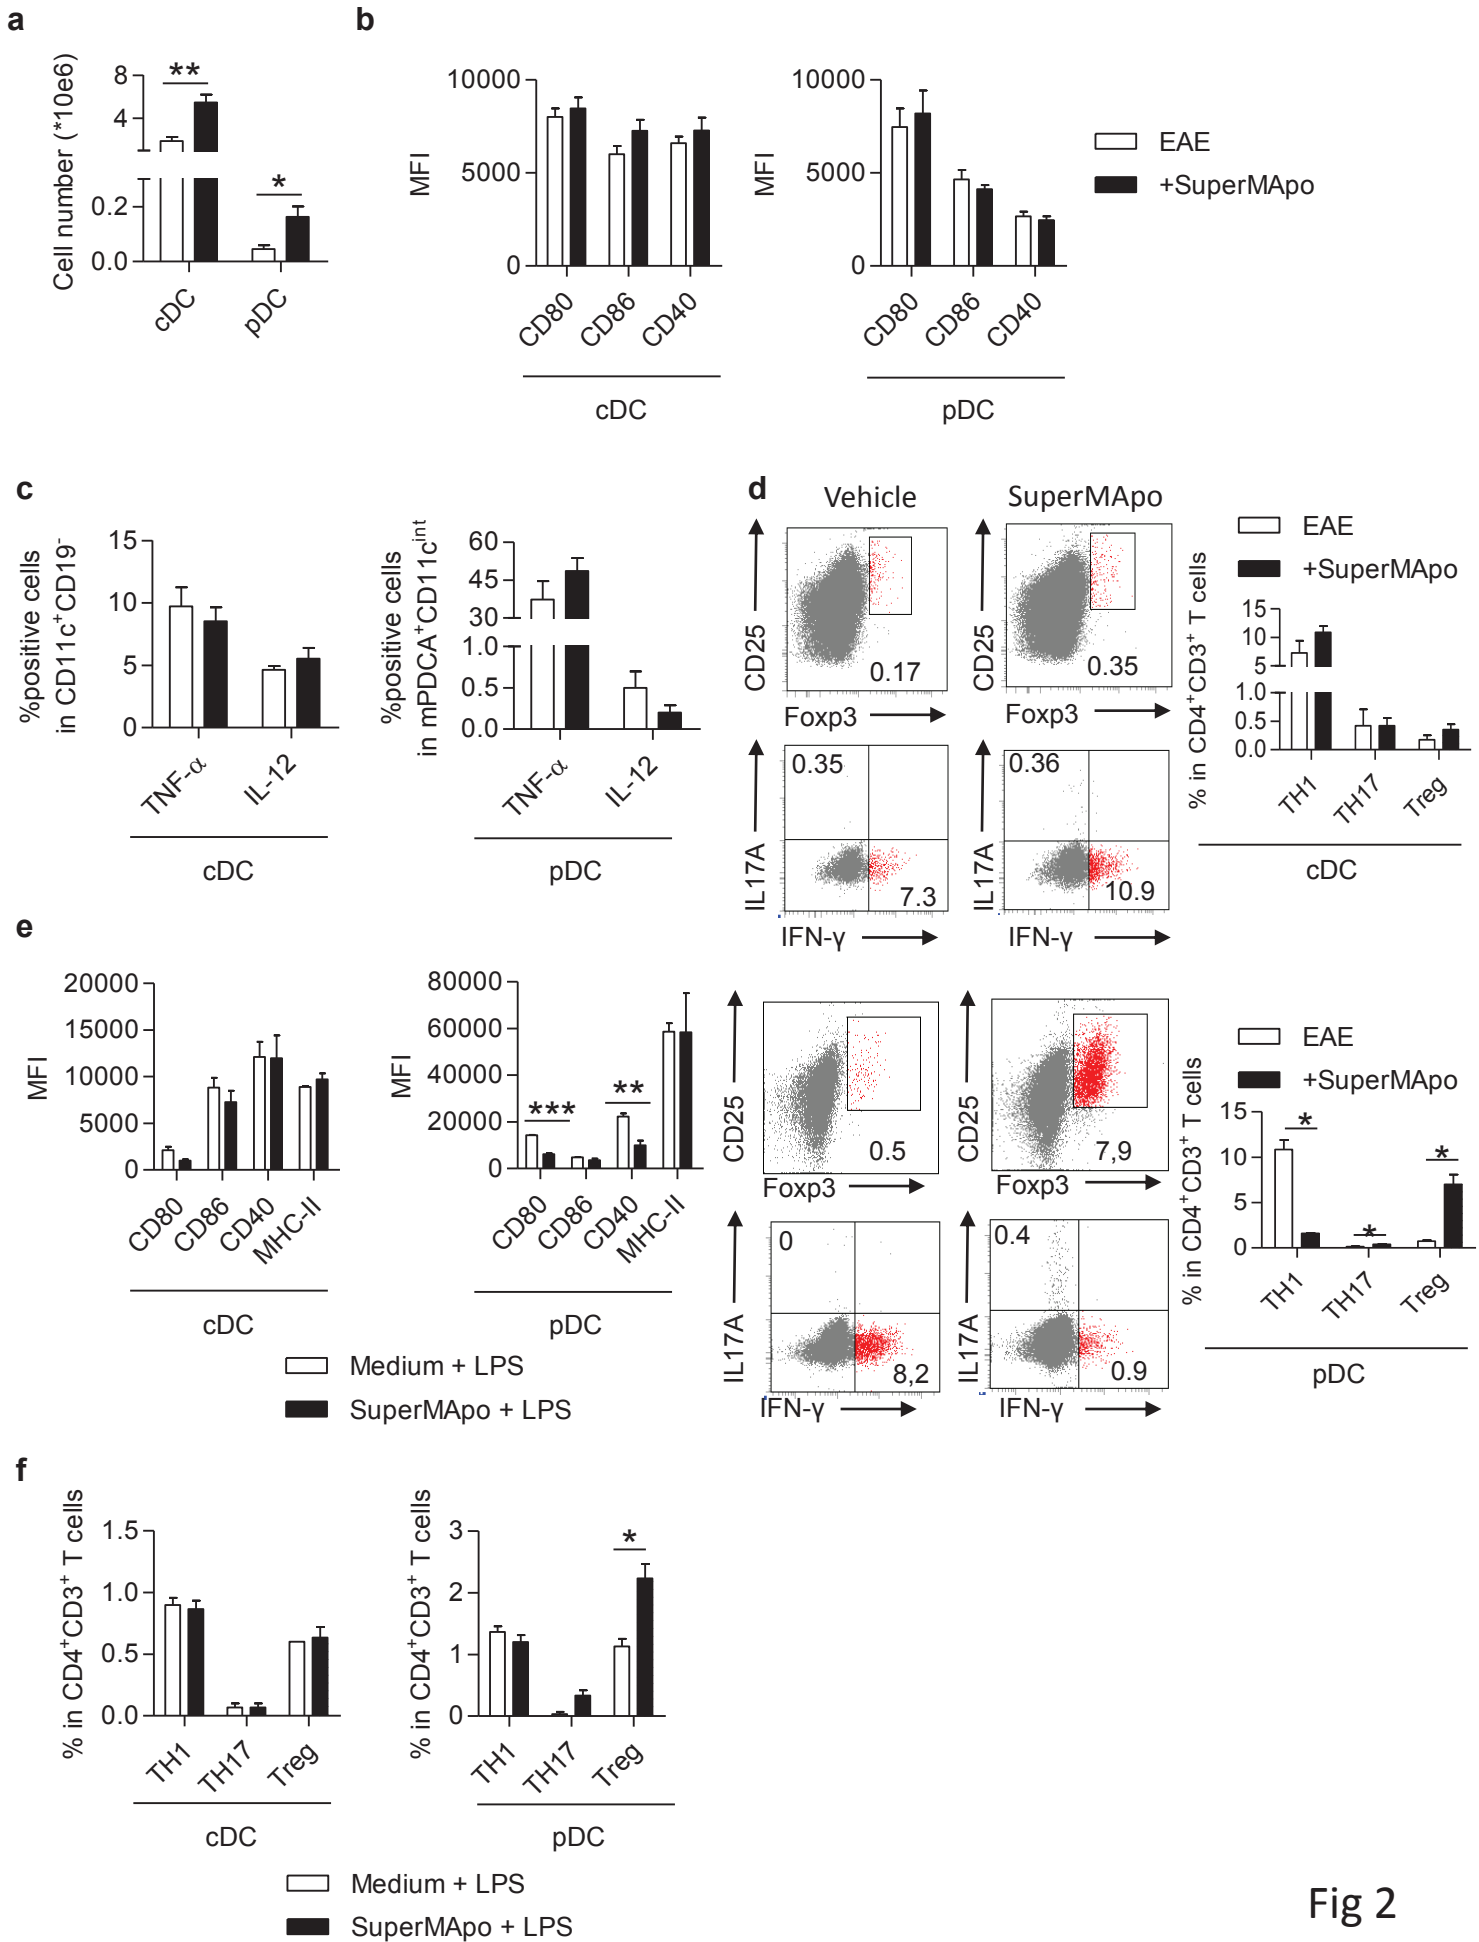 a
Cell number (*10e6)
8
4
0.2
0.0
**
*
cDC
pDC
b
MFI
10000
5000
0
CD80
CD86
CD40
cDC
MFI
10000
5000
0
CD80
CD86
CD40
pDC
EAE
+SuperMApo
c
%positive cells
in CD11c⁺CD19⁻
15
10
5
0
TNF-α
IL-12
cDC
%positive cells
in mPDCA⁺CD11c^int
60
45
30
1.0
0.5
0.0
TNF-α
IL-12
pDC
d
Vehicle
SuperMApo
CD25
0.17
Foxp3
CD25
0.35
Foxp3
IL17A
0.35
7.3
IFN-γ
IL17A
0.36
10.9
IFN-γ
EAE
+SuperMApo
% in CD4⁺CD3⁺ T cells
15
10
5
1.0
0.5
0.0
TH1
TH17
Treg
cDC
CD25
0.5
Foxp3
CD25
7,9
Foxp3
IL17A
0
8,2
IFN-γ
IL17A
0.4
0.9
IFN-γ
EAE
+SuperMApo
% in CD4⁺CD3⁺ T cells
15
10
5
0
*
*
*
TH1
TH17
Treg
pDC
e
MFI
20000
15000
10000
5000
0
CD80
CD86
CD40
MHC-II
cDC
MFI
80000
60000
40000
20000
0
***
**
CD80
CD86
CD40
MHC-II
pDC
Medium + LPS
SuperMApo + LPS
f
% in CD4⁺CD3⁺ T cells
1.5
1.0
0.5
0.0
TH1
TH17
Treg
cDC
% in CD4⁺CD3⁺ T cells
3
2
1
0
*
TH1
TH17
Treg
pDC
Medium + LPS
SuperMApo + LPS
Fig 2